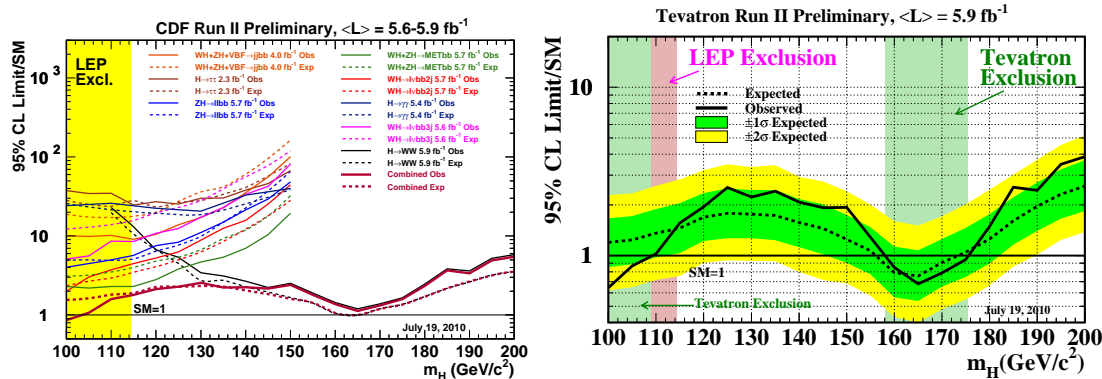 CDF Run II Preliminary, <L> = 5.6-5.9 fb⁻¹
95% CL Limit/SM
10³
10²
10
1
LEP
Excl.
WH+ZH+VBF→jjbb 4.0 fb⁻¹ Obs
WH+ZH+VBF→jjbb 4.0 fb⁻¹ Exp
H→ττ 2.3 fb⁻¹ Obs
H→ττ 2.3 fb⁻¹ Exp
ZH→llbb 5.7 fb⁻¹ Obs
ZH→llbb 5.7 fb⁻¹ Exp
WH+ZH→METbb 5.7 fb⁻¹ Obs
WH+ZH→METbb 5.7 fb⁻¹ Exp
WH→lνbb2j 5.7 fb⁻¹ Obs
WH→lνbb2j 5.7 fb⁻¹ Exp
H→γγ 5.4 fb⁻¹ Obs
H→γγ 5.4 fb⁻¹ Exp
WH→lνbb3j 5.6 fb⁻¹ Obs
WH→lνbb3j 5.6 fb⁻¹ Exp
H→WW 5.9 fb⁻¹ Obs
H→WW 5.9 fb⁻¹ Exp
Combined Obs
Combined Exp
SM=1
July 19, 2010
100 110 120 130 140 150 160 170 180 190 200
m_H (GeV/c²)
Tevatron Run II Preliminary, <L> = 5.9 fb⁻¹
95% CL Limit/SM
10
1
LEP Exclusion
Tevatron
Exclusion
Expected
Observed
±1σ Expected
±2σ Expected
SM=1
Tevatron Exclusion
July 19, 2010
100 110 120 130 140 150 160 170 180 190 200
m_H(GeV/c²)